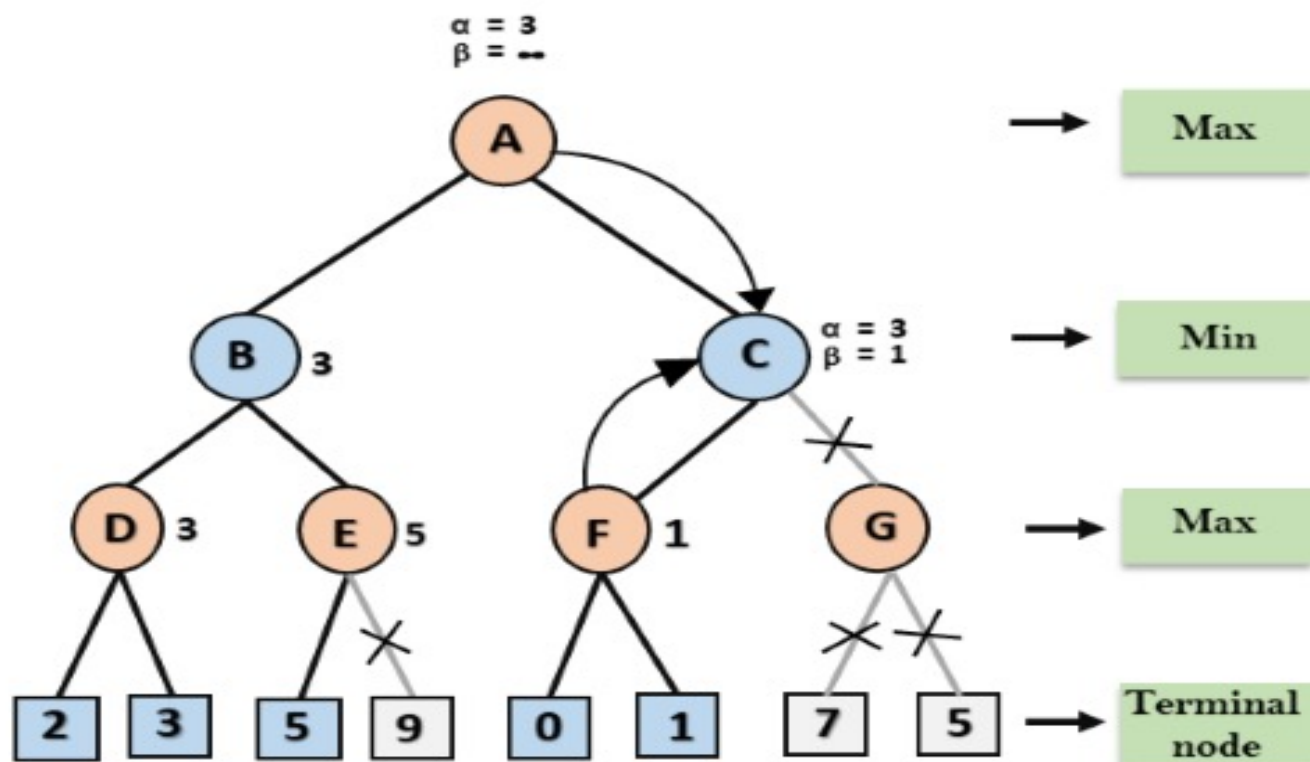 α = 3
β = ∞
A
Max
B
3
C
α = 3
β = 1
Min
D
3
E
5
F
1
G
Max
2
3
5
9
0
1
7
5
Terminal
node